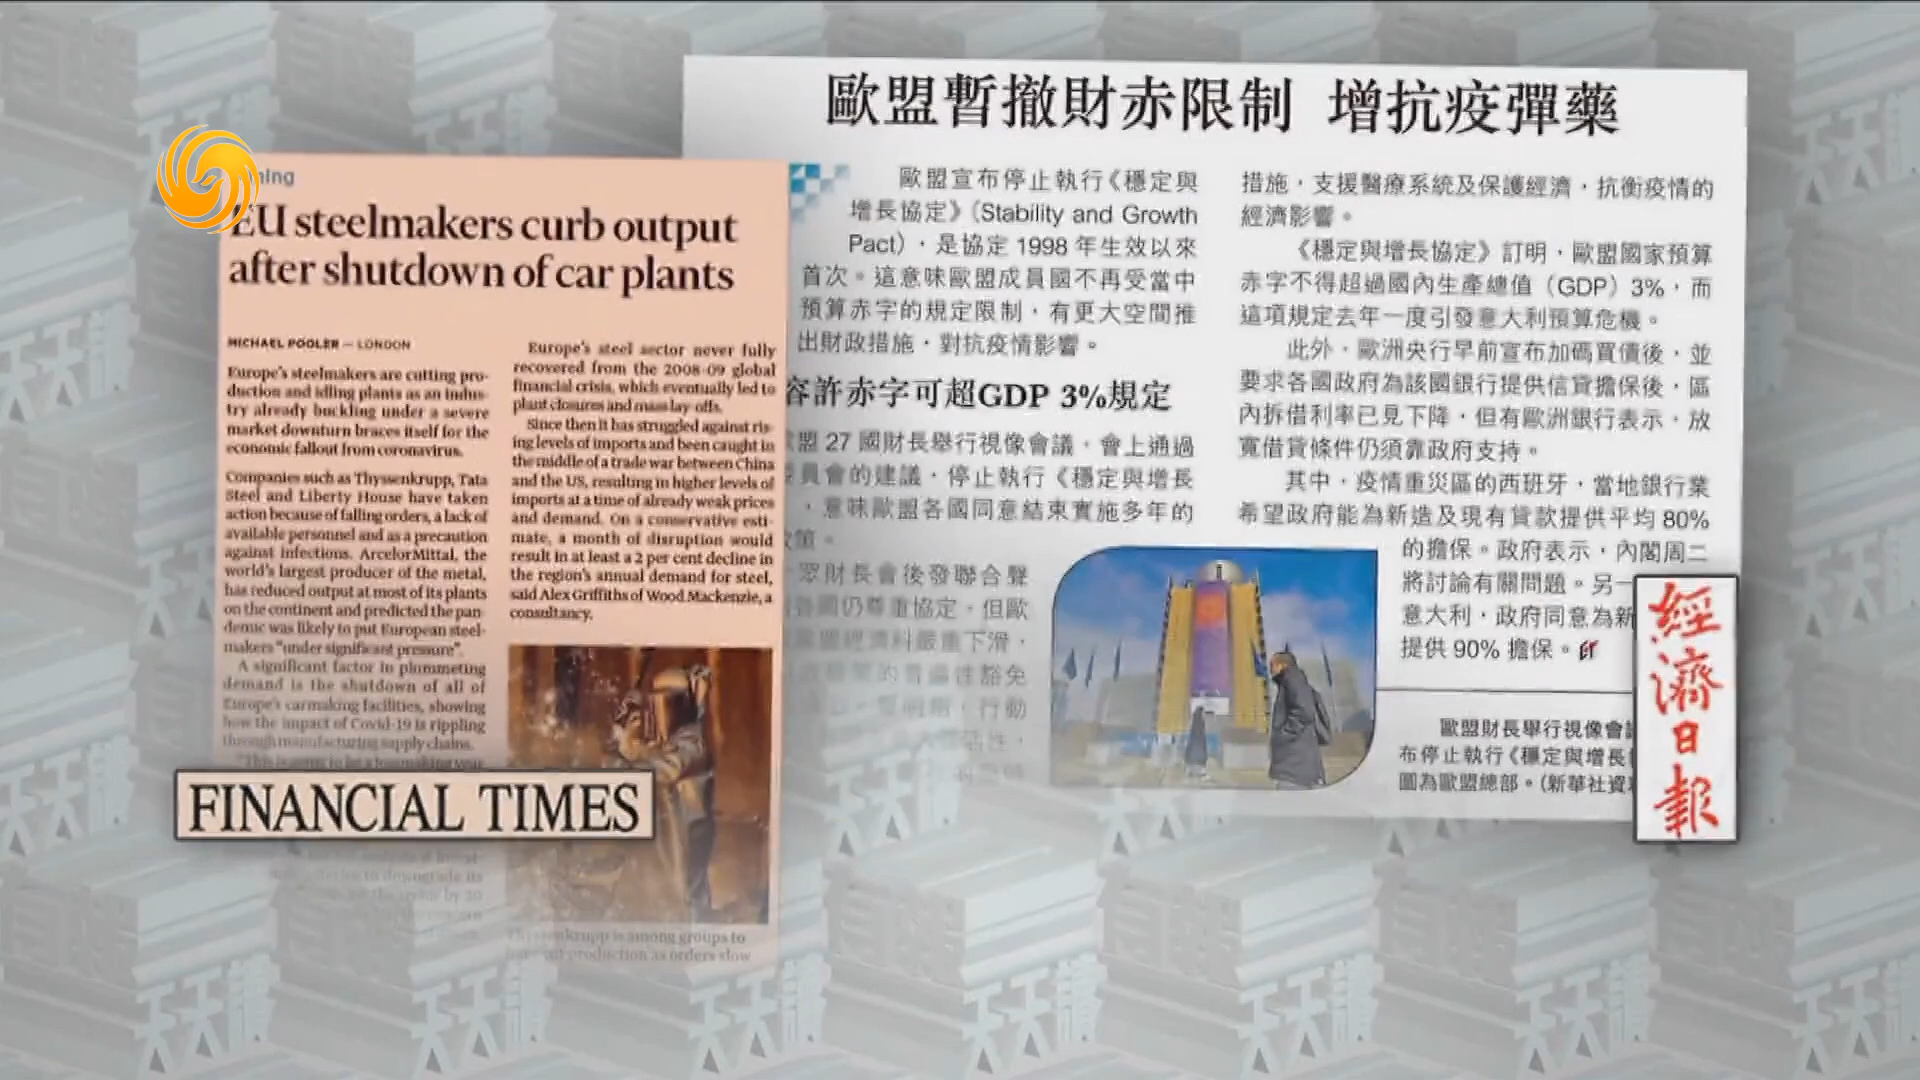 EU steelmakers curb output
after shutdown of car plants
MICHAEL POOLER — LONDON
Europe's steelmakers are cutting pro-
duction and idling plants as an indus-
try already buckling under a severe
market downturn braces itself for the
economic fallout from coronavirus.
Companies such as Thyssenkrupp, Tata
Steel and Liberty House have taken
action because of falling orders, a lack of
available personnel and as a precaution
against infections. ArcelorMittal, the
world's largest producer of the metal,
has reduced output at most of its plants
on the continent and predicted the pan-
demic was likely to put European steel-
makers "under significant pressure".
A significant factor in plummeting
demand is the shutdown of all of
Europe's carmaking facilities, showing
how the impact of Covid-19 is rippling
through manufacturing supply chains.
Europe's steel sector never fully
recovered from the 2008-09 global
financial crisis, which eventually led to
plant closures and mass lay-offs.
Since then it has struggled against ris-
ing levels of imports and been caught in
the middle of a trade war between China
and the US, resulting in higher levels of
imports at a time of already weak prices
and demand. On a conservative esti-
mate, a month of disruption would
result in at least a 2 per cent decline in
the region's annual demand for steel,
said Alex Griffiths of Wood Mackenzie, a
consultancy.
is among groups to
production as orders slow
FINANCIAL TIMES
歐盟暫撤財赤限制 增抗疫彈藥
歐盟宣布停止執行《穩定與
增長協定》(Stability and Growth
Pact)，是協定 1998 年生效以來
首次。這意味歐盟成員國不再受當中
預算赤字的規定限制，有更大空間推
出財政措施，對抗疫情影響。
容許赤字可超GDP 3%規定
盟 27 國財長舉行視像會議，會上通過
員會的建議，停止執行《穩定與增長
，意味歐盟各國同意結束實施多年的
。
眾財長會後發聯合聲
仍尊重協定，但歐
嚴重下滑，
措施，支援醫療系統及保護經濟，抗衡疫情的
經濟影響。
《穩定與增長協定》訂明，歐盟國家預算
赤字不得超過國內生產總值（GDP）3%，而
這項規定去年一度引發意大利預算危機。
此外，歐洲央行早前宣布加碼買債後，並
要求各國政府為該國銀行提供信貸擔保後，區
內拆借利率已見下降，但有歐洲銀行表示，放
寬借貸條件仍須靠政府支持。
其中，疫情重災區的西班牙，當地銀行業
希望政府能為新造及現有貸款提供平均 80%
的擔保。政府表示，內閣周二
將討論有關問題。另一
意大利，政府同意為新
提供 90% 擔保。
歐盟財長舉行視像會
布停止執行《穩定與增長
圖為歐盟總部。(新華社資
經濟日報
天天讀